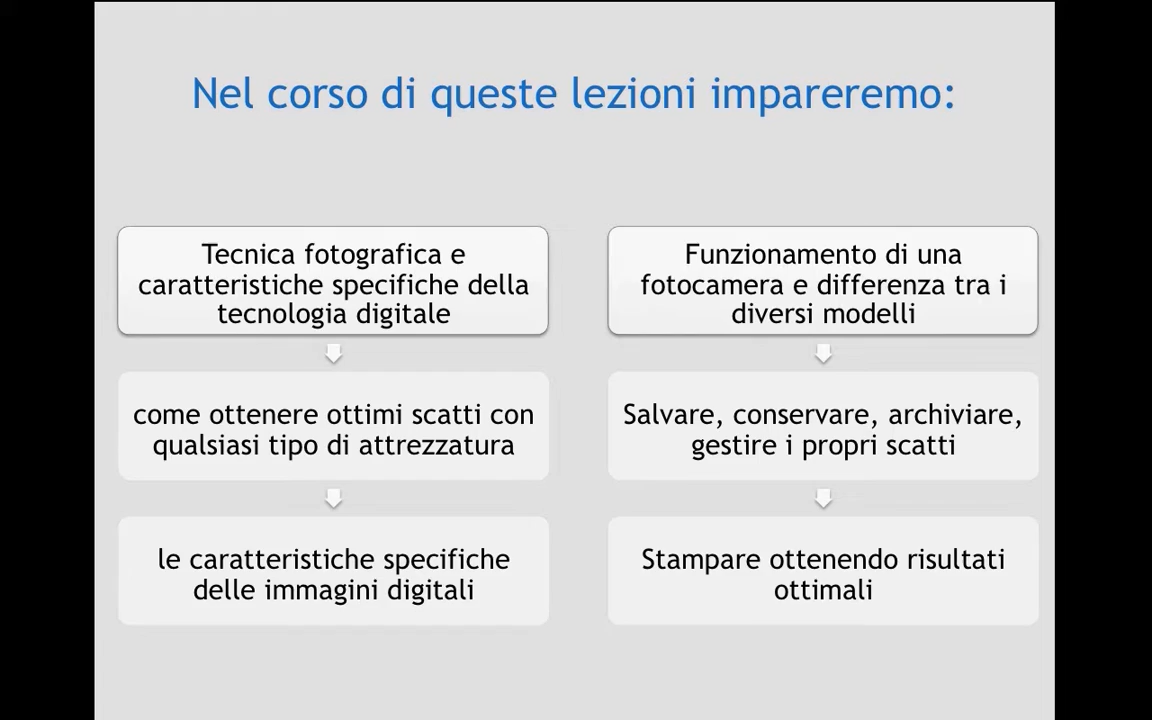 Nel corso di queste lezioni impareremo:
Tecnica fotografica e
caratteristiche specifiche della
tecnologia digitale
come ottenere ottimi scatti con
qualsiasi tipo di attrezzatura
le caratteristiche specifiche
delle immagini digitali
Funzionamento di una
fotocamera e differenza tra i
diversi modelli
Salvare, conservare, archiviare,
gestire i propri scatti
Stampare ottenendo risultati
ottimali